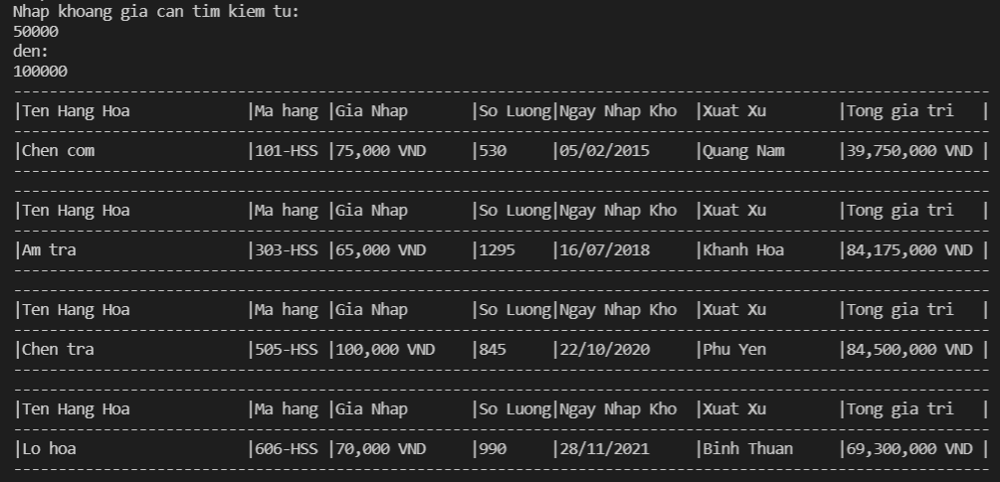 Nhap khoang gia can tim kiem tu:
50000
den:
100000
|Ten Hang Hoa |Ma hang |Gia Nhap |So Luong|Ngay Nhap Kho |Xuat Xu |Tong gia tri |
|Chen com |101-HSS |75,000 VND |530 |05/02/2015 |Quang Nam |39,750,000 VND |
|Ten Hang Hoa |Ma hang |Gia Nhap |So Luong|Ngay Nhap Kho |Xuat Xu |Tong gia tri |
|Am tra |303-HSS |65,000 VND |1295 |16/07/2018 |Khanh Hoa |84,175,000 VND |
|Ten Hang Hoa |Ma hang |Gia Nhap |So Luong|Ngay Nhap Kho |Xuat Xu |Tong gia tri |
|Chen tra |505-HSS |100,000 VND |845 |22/10/2020 |Phu Yen |84,500,000 VND |
|Ten Hang Hoa |Ma hang |Gia Nhap |So Luong|Ngay Nhap Kho |Xuat Xu |Tong gia tri |
|Lo hoa |606-HSS |70,000 VND |990 |28/11/2021 |Binh Thuan |69,300,000 VND |